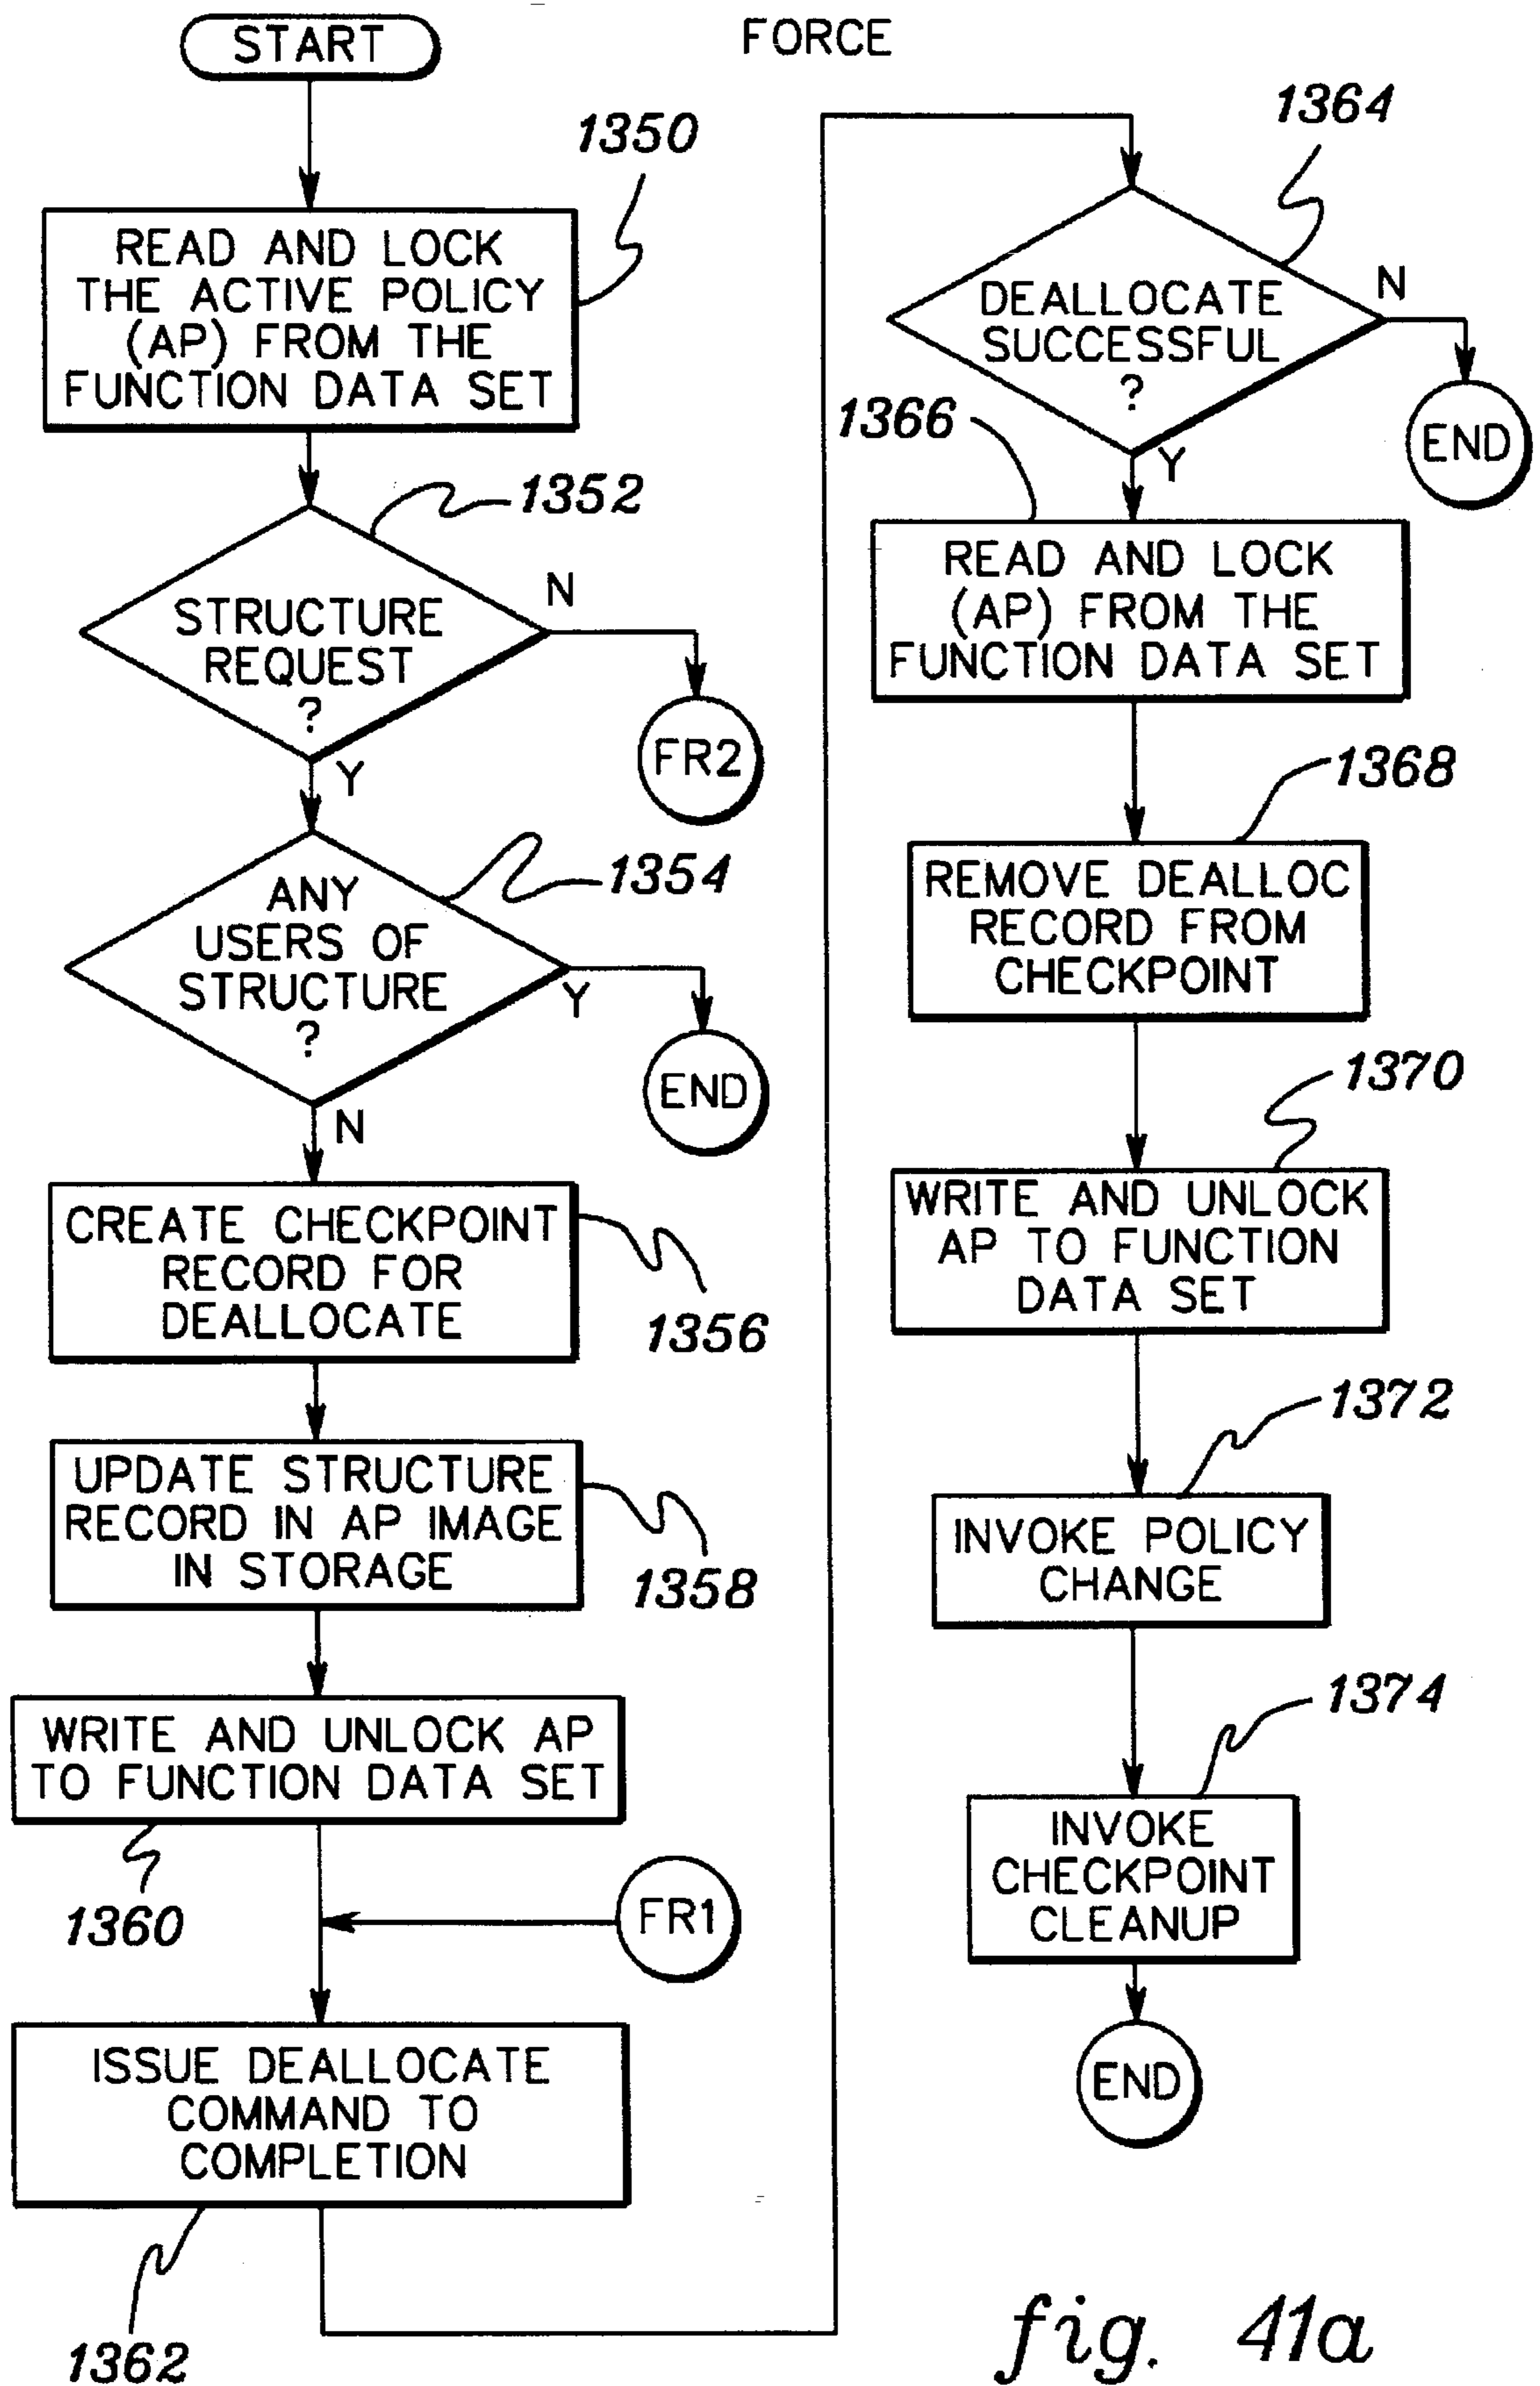 FORCE
START
1350
READ AND LOCK
THE ACTIVE POLICY
(AP) FROM THE
FUNCTION DATA SET
1352
STRUCTURE
REQUEST
?
N
FR2
Y
1354
ANY
USERS OF
STRUCTURE
?
Y
END
N
CREATE CHECKPOINT
RECORD FOR
DEALLOCATE
1356
UPDATE STRUCTURE
RECORD IN AP IMAGE
IN STORAGE
1358
WRITE AND UNLOCK AP
TO FUNCTION DATA SET
1360
FR1
ISSUE DEALLOCATE
COMMAND TO
COMPLETION
1362
1364
DEALLOCATE
SUCCESSFUL
?
N
END
Y
1366
READ AND LOCK
(AP) FROM THE
FUNCTION DATA SET
1368
REMOVE DEALLOC
RECORD FROM
CHECKPOINT
1370
WRITE AND UNLOCK
AP TO FUNCTION
DATA SET
1372
INVOKE POLICY
CHANGE
1374
INVOKE
CHECKPOINT
CLEANUP
END
fig. 41a